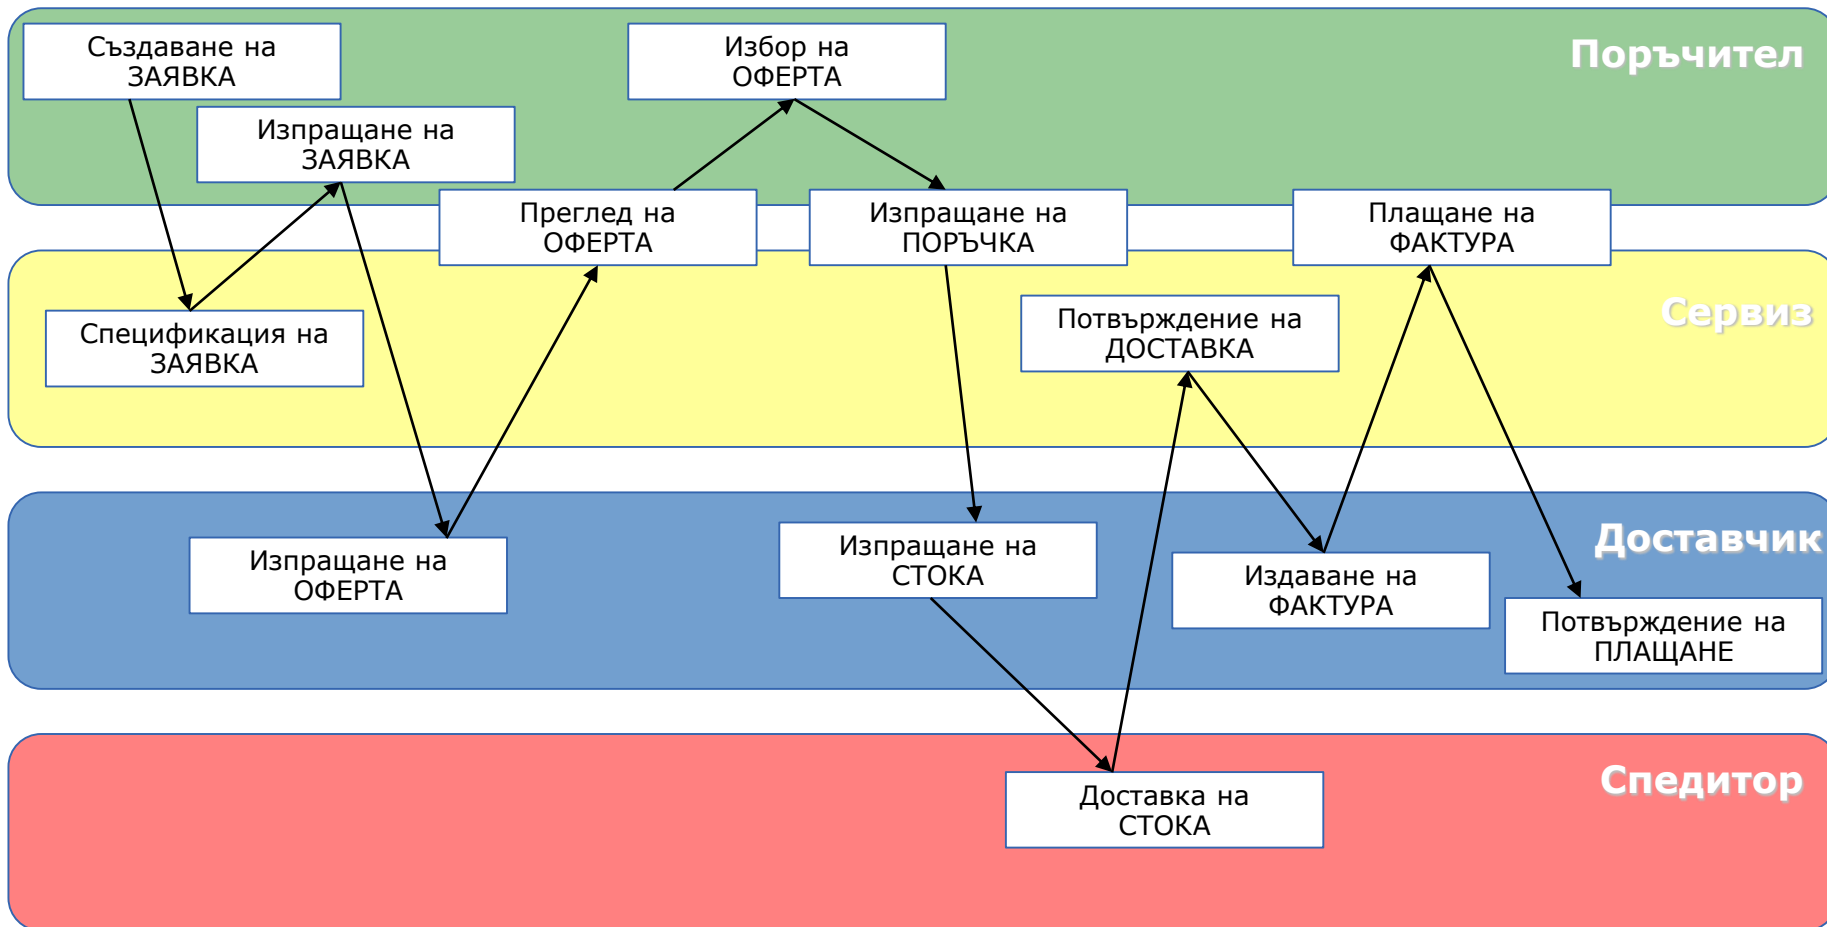 Създаване на
ЗАЯВКА
Избор на
ОФЕРТА
Поръчител
Изпращане на
ЗАЯВКА
Преглед на
ОФЕРТА
Изпращане на
ПОРЪЧКА
Плащане на
ФАКТУРА
Сервиз
Спецификация на
ЗАЯВКА
Потвърждение на
ДОСТАВКА
Доставчик
Изпращане на
ОФЕРТА
Изпращане на
СТОКА
Издаване на
ФАКТУРА
Потвърждение на
ПЛАЩАНЕ
Спедитор
Доставка на
СТОКА